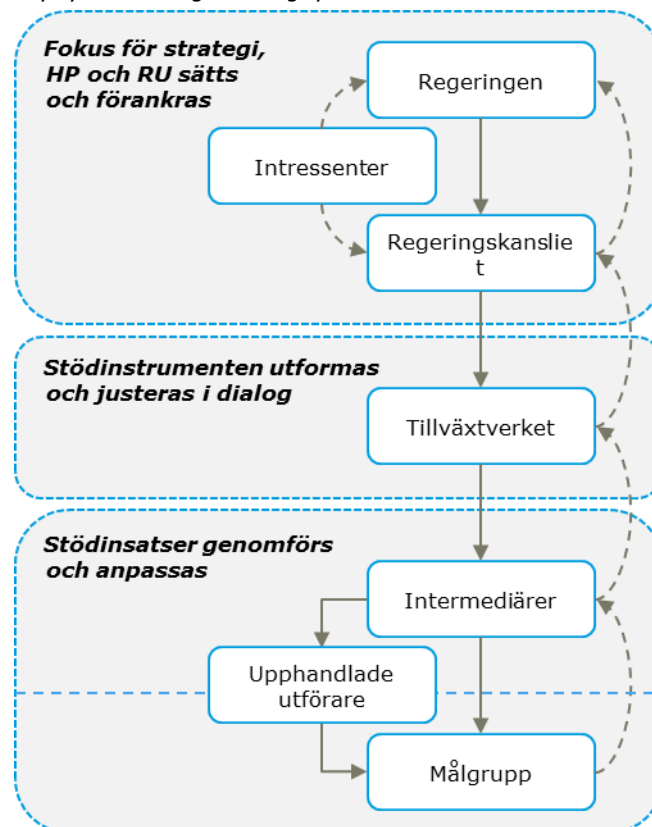 Fokus för strategi,
HP och RU sätts
och förankras
Regeringen
Intressenter
Regeringskanslie
t
Stödinstrumenten utformas
och justeras i dialog
Tillväxtverket
Stödinsatser genomförs
och anpassas
Intermediärer
Upphandlade
utförare
Målgrupp